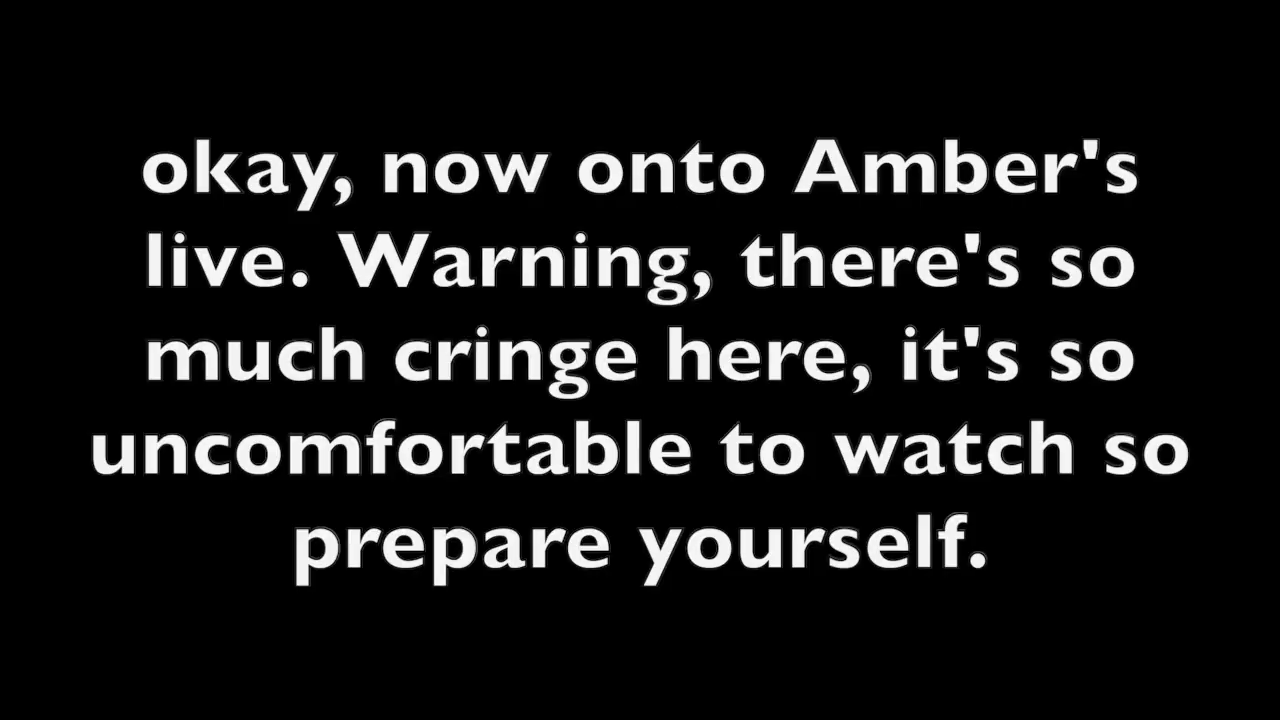 okay, now onto Amber's
live. Warning, there's so
much cringe here, it's so
uncomfortable to watch so
prepare yourself.